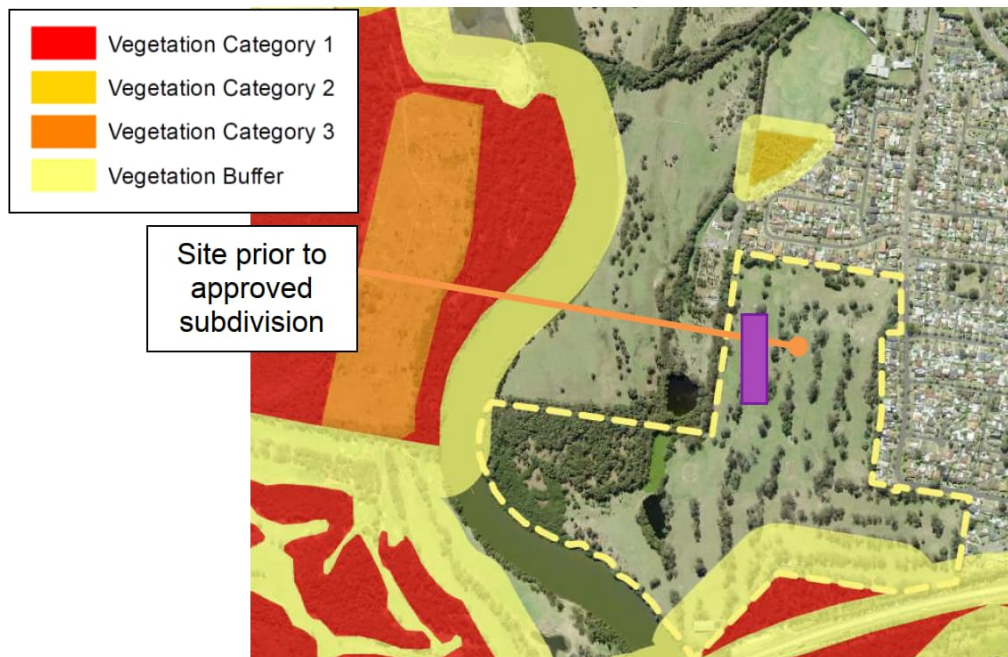 Vegetation Category 1
Vegetation Category 2
Vegetation Category 3
Vegetation Buffer
Site prior to
approved
subdivision